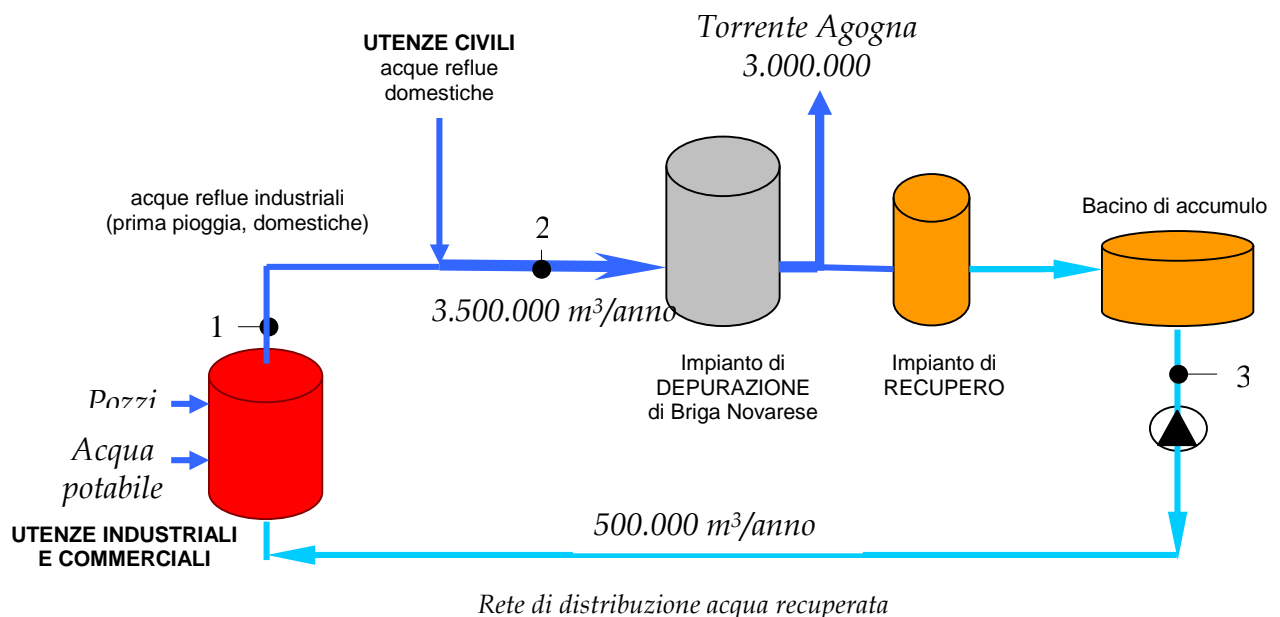 Torrente Agogna
3.000.000
UTENZE CIVILI
acque reflue
domestiche
acque reflue industriali
(prima pioggia, domestiche)
2
3.500.000 m³/anno
Bacino di accumulo
1
Impianto di
DEPURAZIONE
di Briga Novarese
Impianto di
RECUPERO
3
Pozzi
Acqua
potabile
UTENZE INDUSTRIALI
E COMMERCIALI
500.000 m³/anno
Rete di distribuzione acqua recuperata